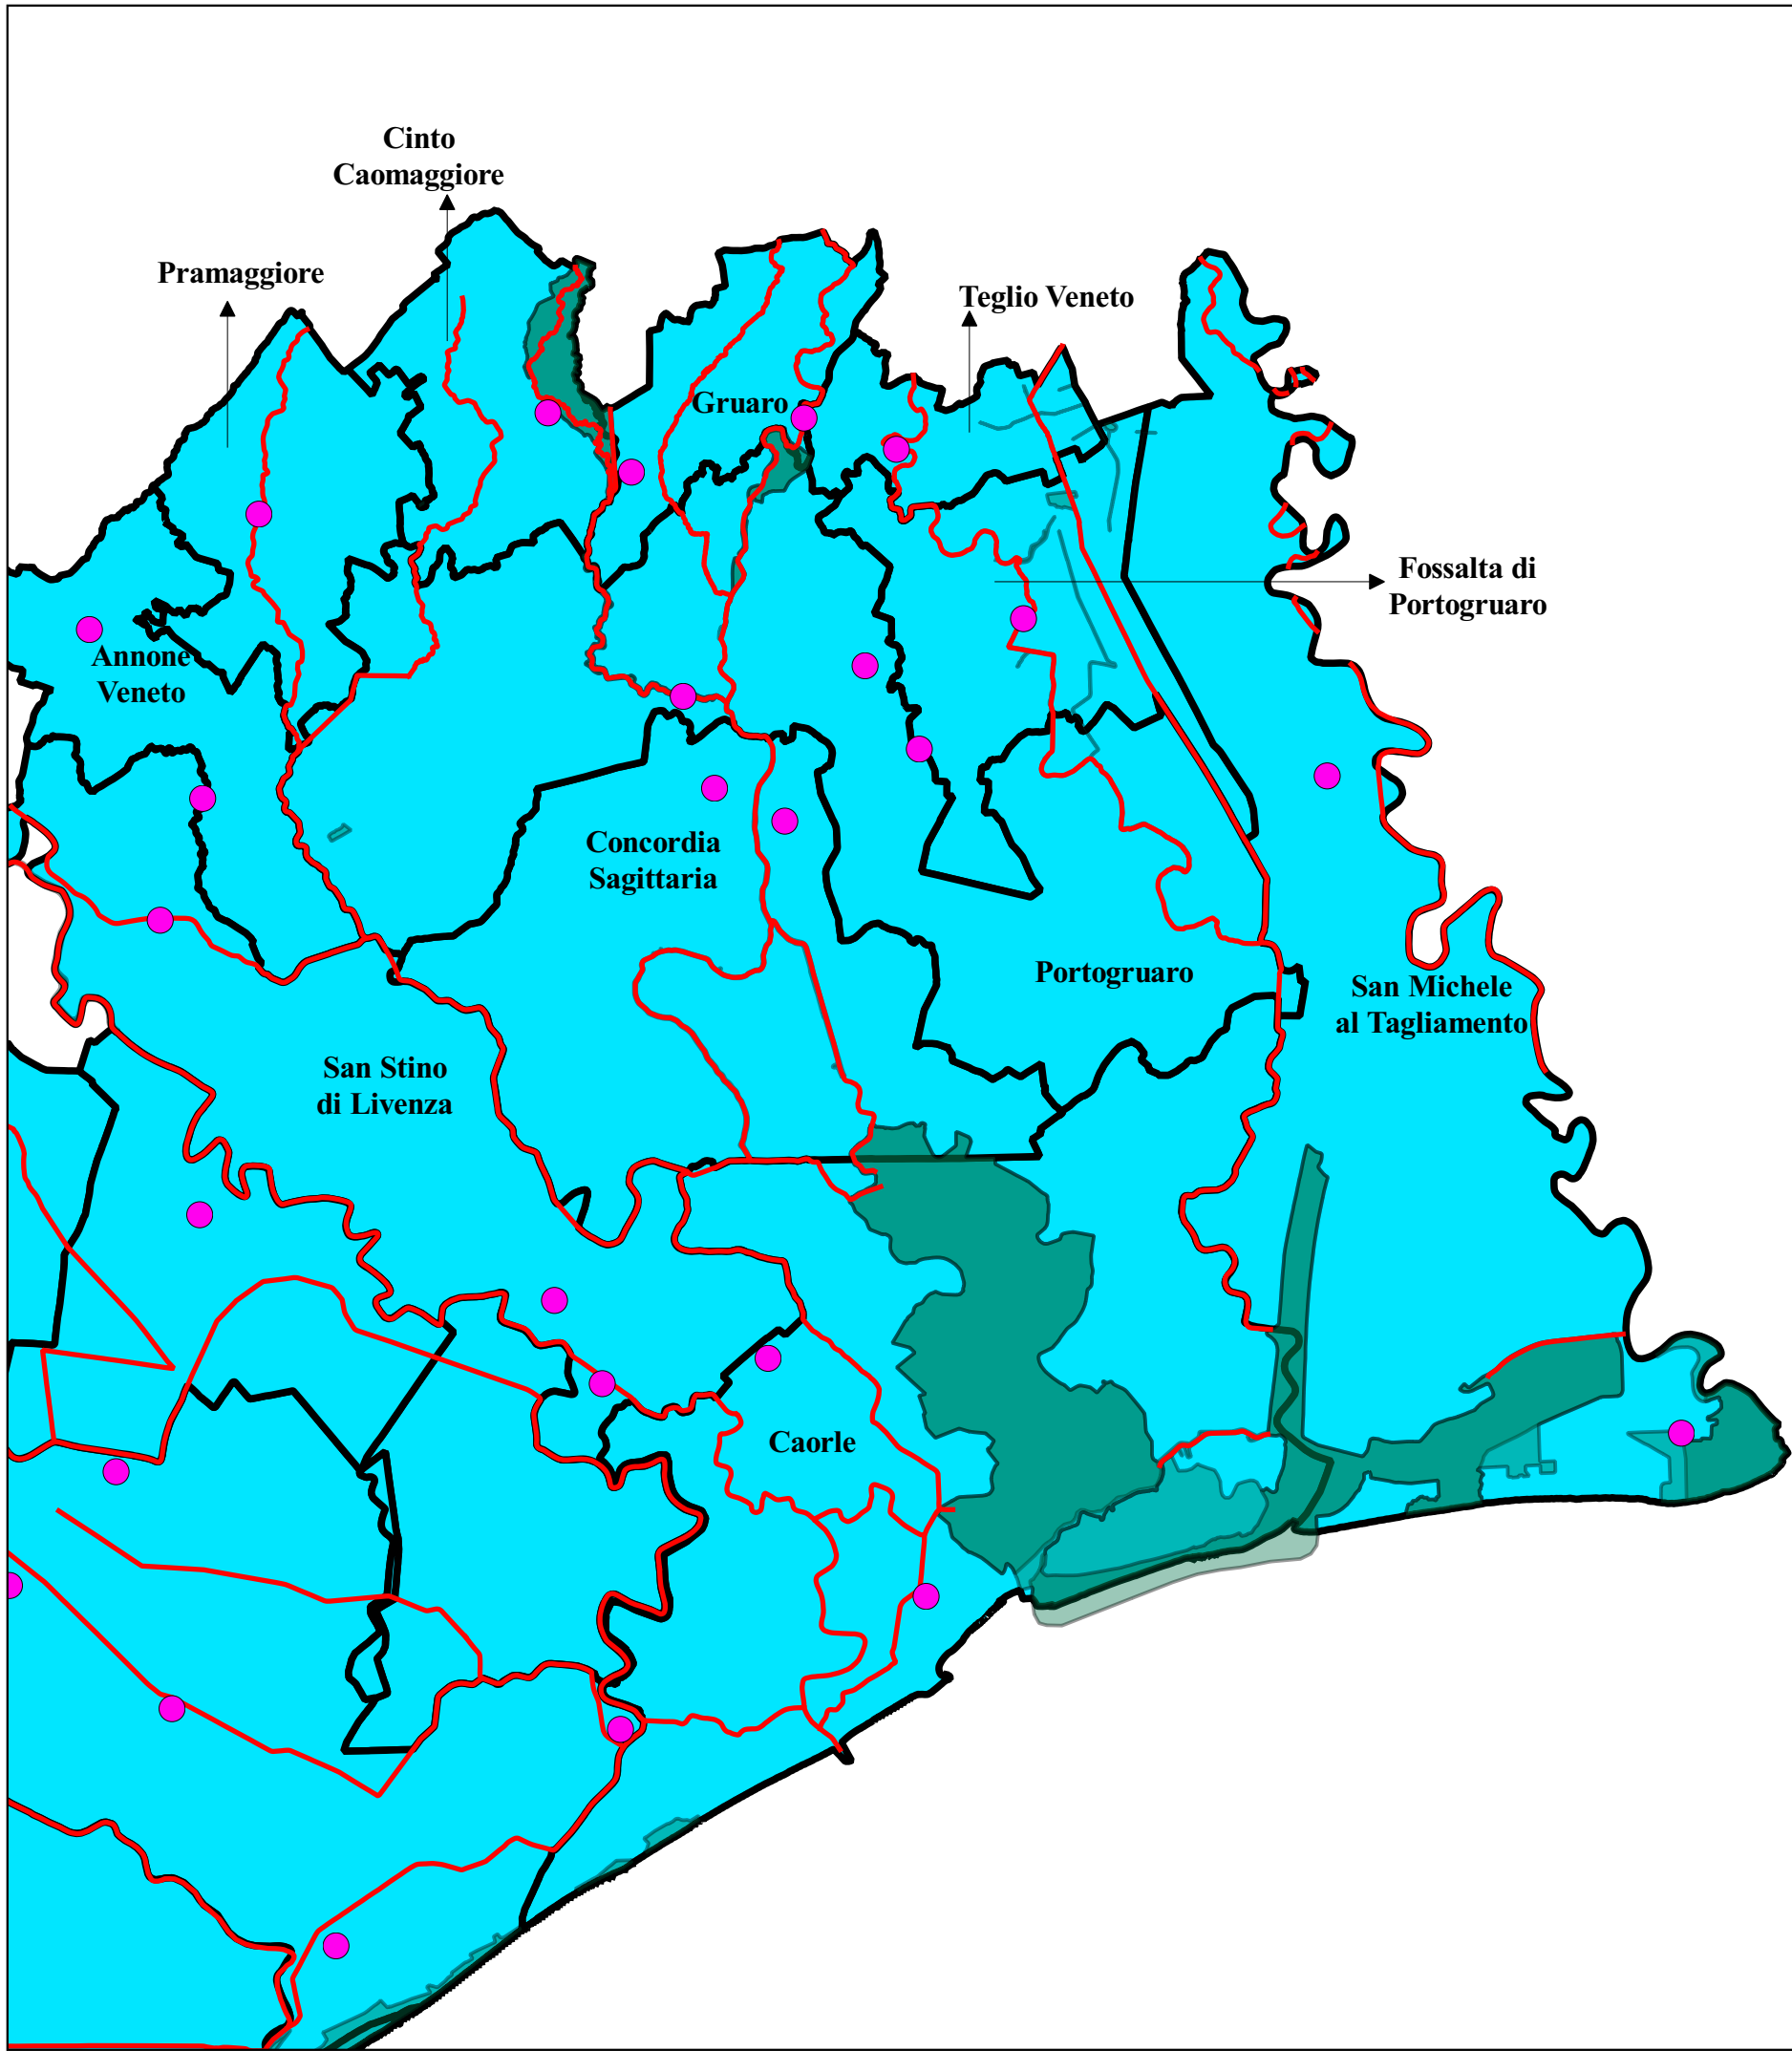 Cinto
Caomaggiore
Pramaggiore
Teglio Veneto
Gruaro
Fossalta di
Portogruaro
Annone
Veneto
Concordia
Sagittaria
Portogruaro
San Michele
al Tagliamento
San Stino
di Livenza
Caorle